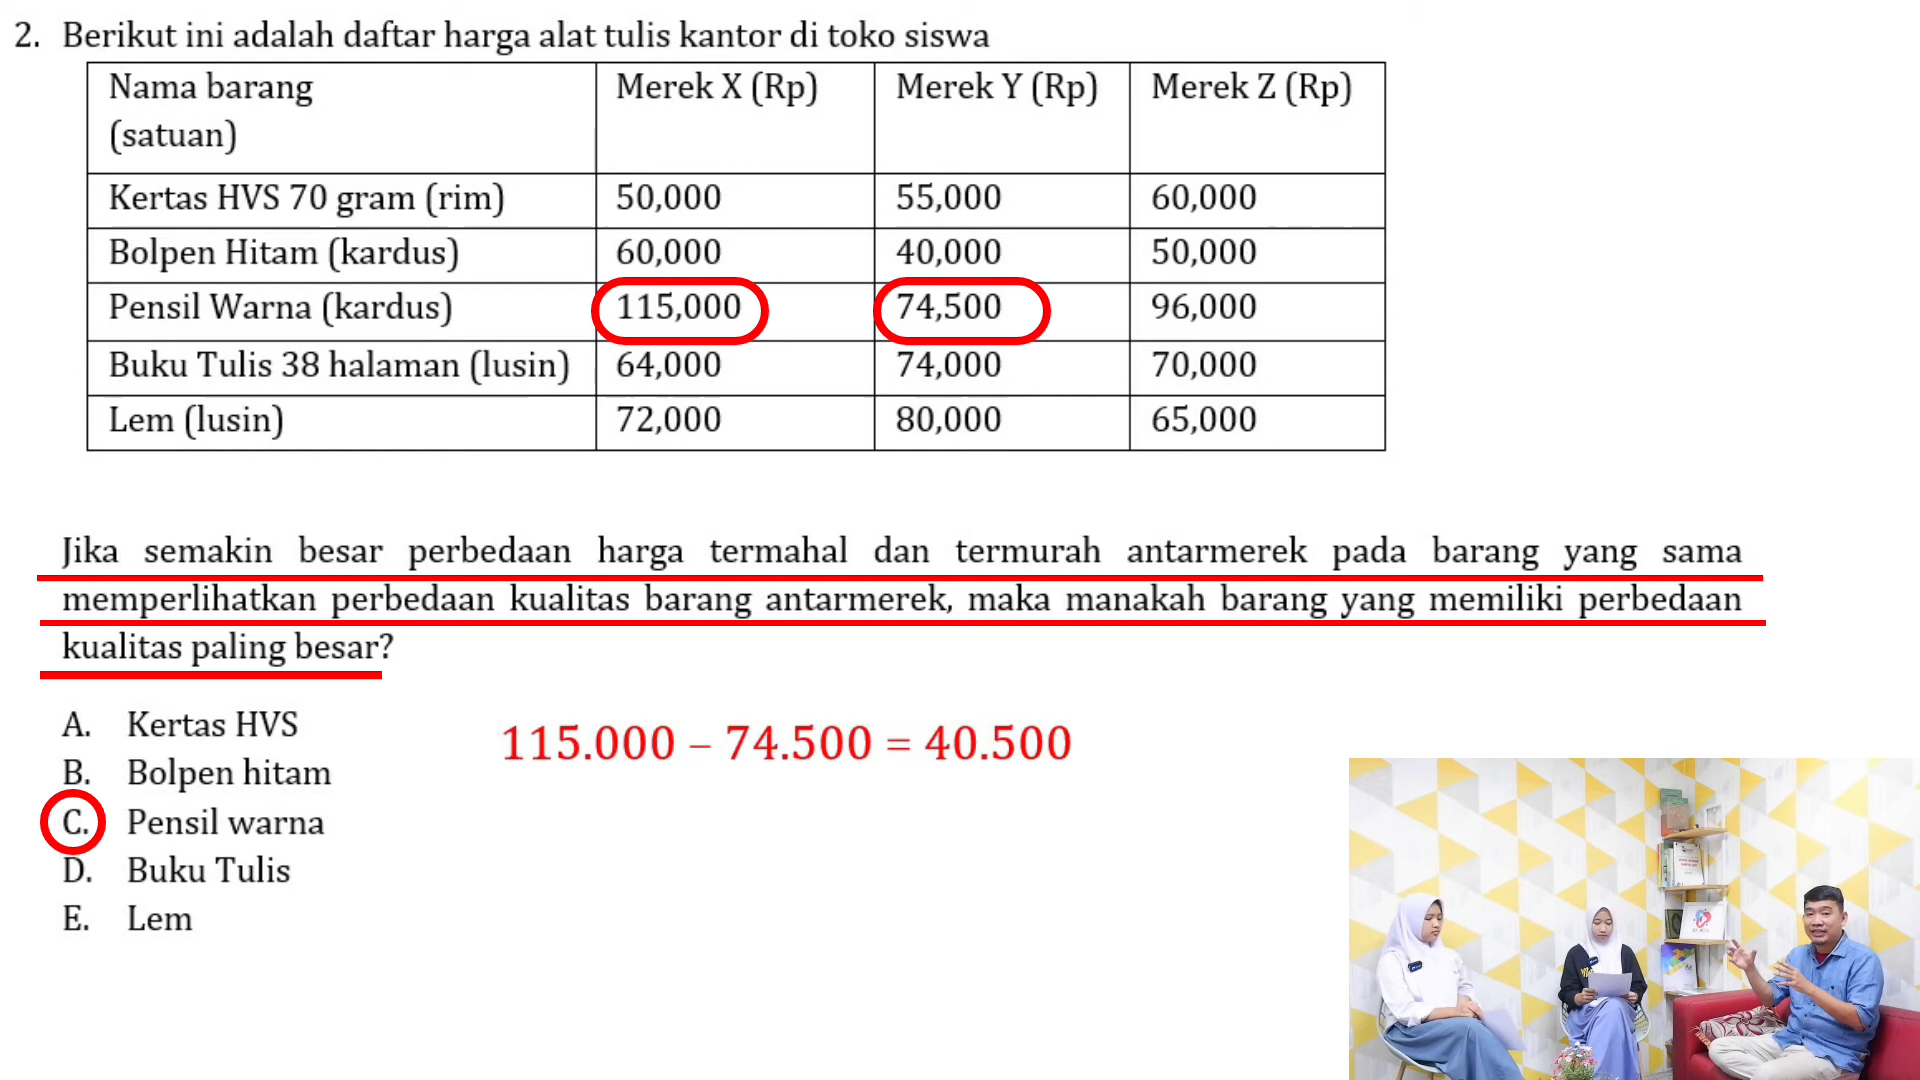 2. Berikut ini adalah daftar harga alat tulis kantor di toko siswa
Nama barang (satuan) Merek X (Rp) Merek Y (Rp) Merek Z (Rp)
Kertas HVS 70 gram (rim) 50,000 55,000 60,000
Bolpen Hitam (kardus) 60,000 40,000 50,000
Pensil Warna (kardus) 115,000 74,500 96,000
Buku Tulis 38 halaman (lusin) 64,000 74,000 70,000
Lem (lusin) 72,000 80,000 65,000
Jika semakin besar perbedaan harga termahal dan termurah antarmerek pada barang yang sama
memperlihatkan perbedaan kualitas barang antarmerek, maka manakah barang yang memiliki perbedaan
kualitas paling besar?
A. Kertas HVS
B. Bolpen hitam
C. Pensil warna
D. Buku Tulis
E. Lem
115.000 – 74.500 = 40.500